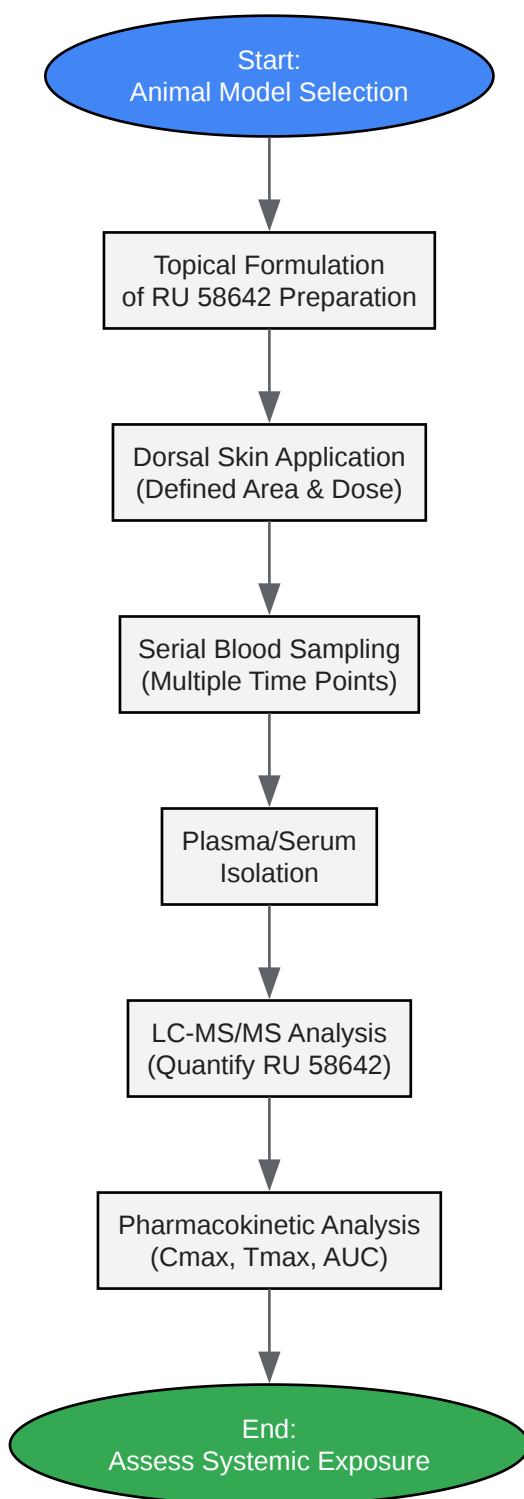 Start:
Animal Model Selection
Topical Formulation
of RU 58642 Preparation
Dorsal Skin Application
(Defined Area & Dose)
Serial Blood Sampling
(Multiple Time Points)
Plasma/Serum
Isolation
LC-MS/MS Analysis
(Quantify RU 58642)
Pharmacokinetic Analysis
(Cmax, Tmax, AUC)
End:
Assess Systemic Exposure